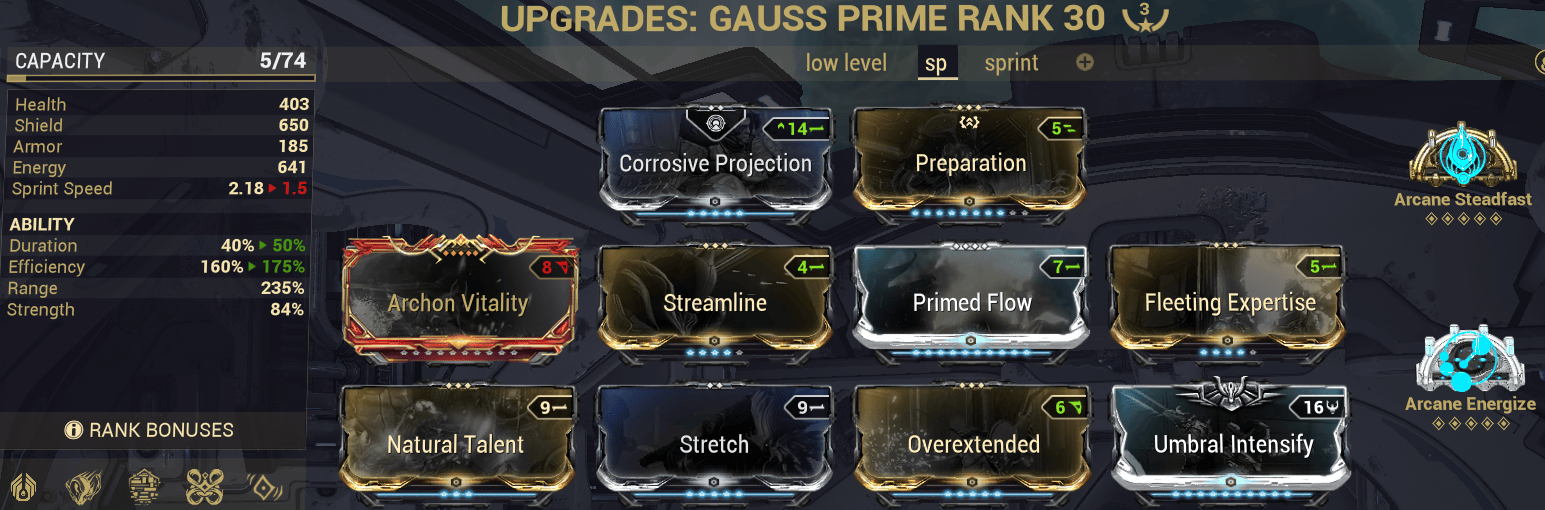 UPGRADES: GAUSS PRIME RANK 30 3
CAPACITY 5/74
low level sp sprint
Health 403
Shield 650
Armor 185
Energy 641
Sprint Speed 2.18 1.5
ABILITY
Duration 40% 50%
Efficiency 160% 175%
Range 235%
Strength 84%
RANK BONUSES
14
Corrosive Projection
5
Preparation
Arcane Steadfast
8
Archon Vitality
4
Streamline
7
Primed Flow
5
Fleeting Expertise
Arcane Energize
9
Natural Talent
9
Stretch
6
Overextended
16
Umbral Intensify